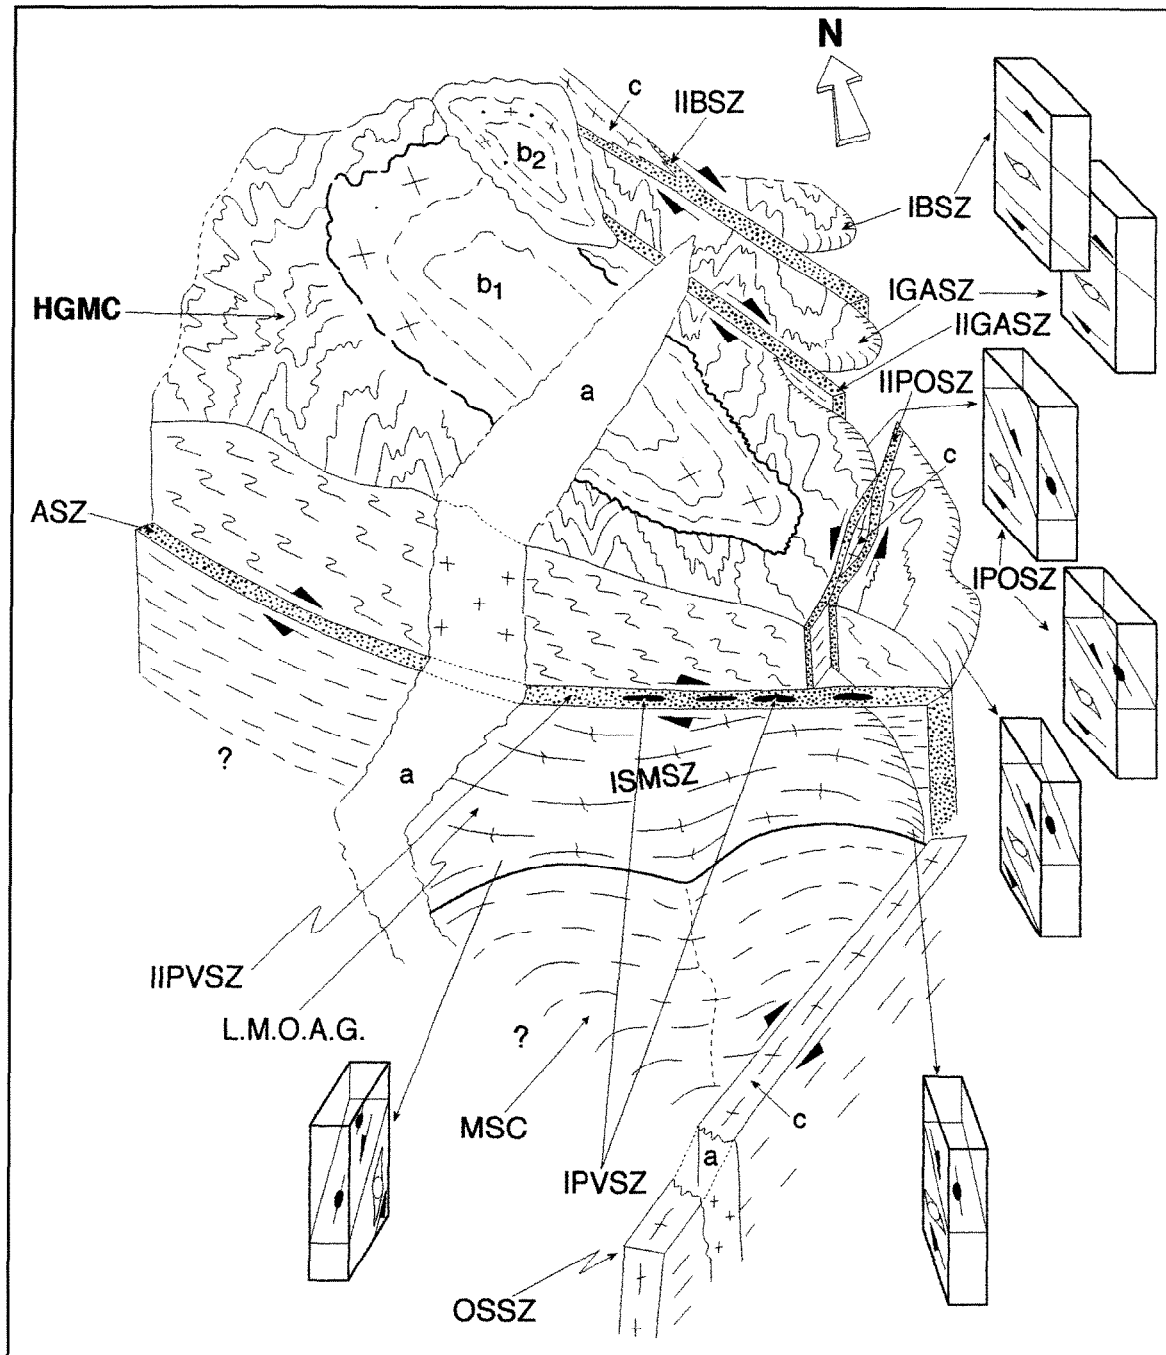 N
c
IIBSZ
b2
IBSZ
b1
IGASZ
HGMC
IIGASZ
IIPOSZ
a
c
ASZ
IPOSZ
?
a
ISMSZ
IIPVSZ
L.M.O.A.G.
?
MSC
c
a
IPVSZ
OSSZ